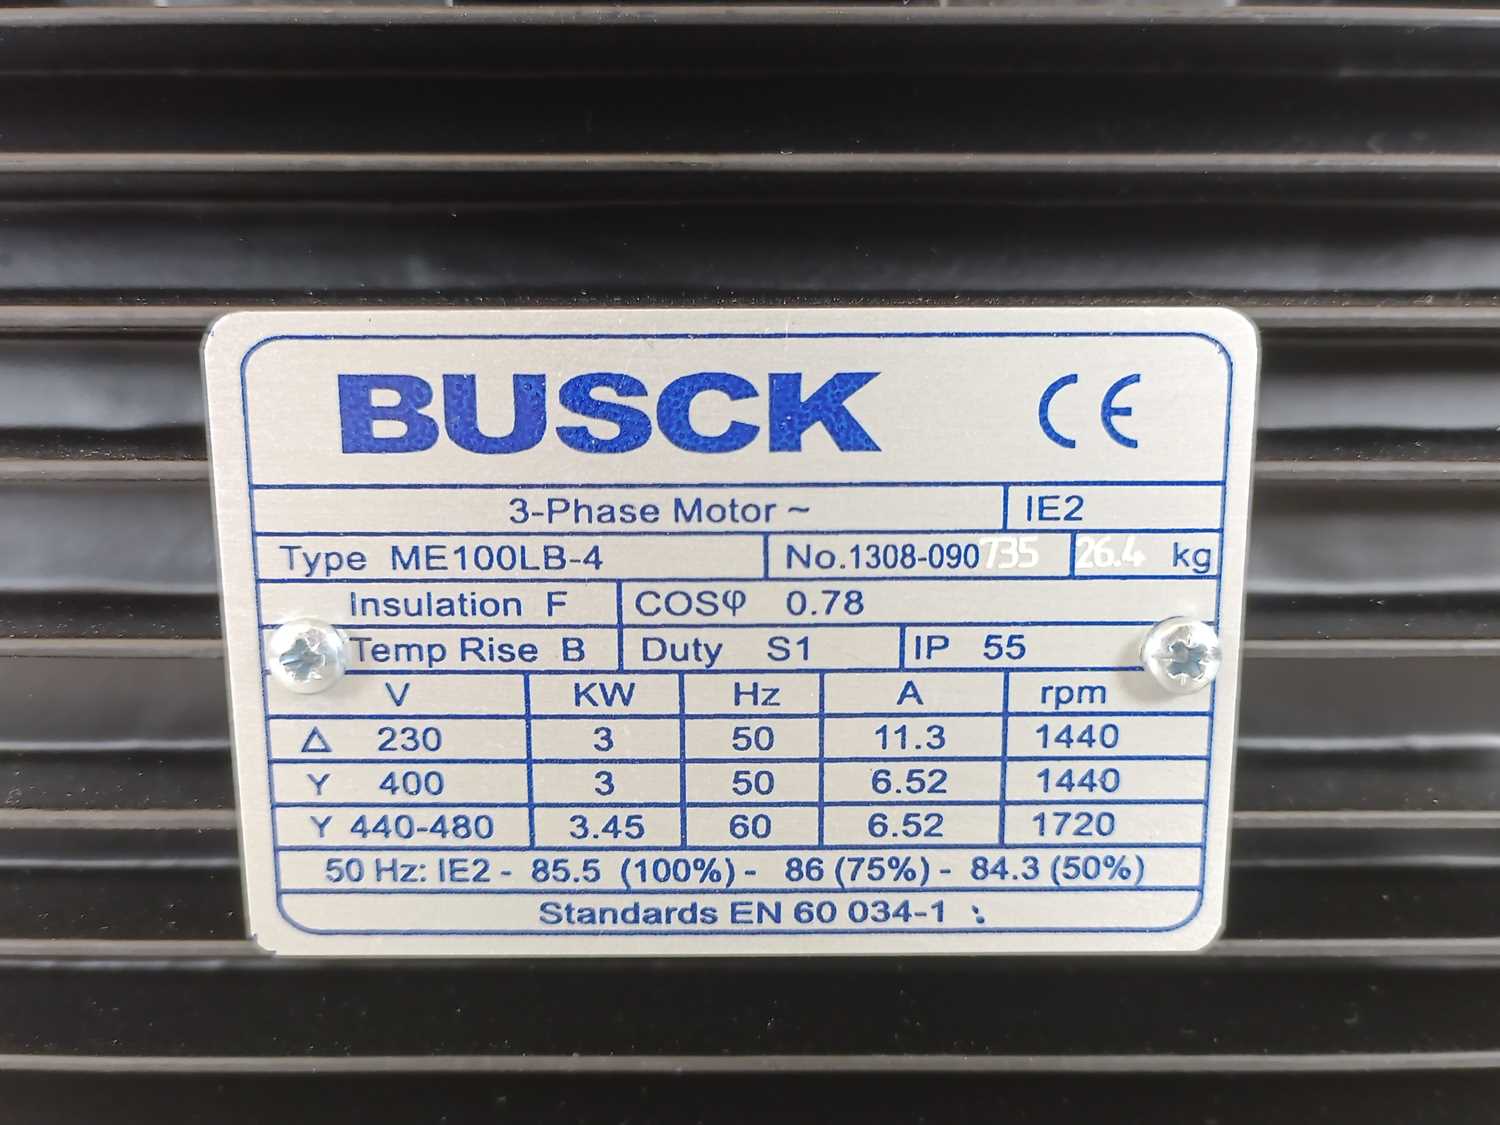 BUSCK CE
3-Phase Motor ~ IE2
Type ME100LB-4 No.1308-090735 26.4 kg
Insulation F COSφ 0.78
Temp Rise B Duty S1 IP 55
V KW Hz A rpm
Δ 230 3 50 11.3 1440
Y 400 3 50 6.52 1440
Y 440-480 3.45 60 6.52 1720
50 Hz: IE2 - 85.5 (100%) - 86 (75%) - 84.3 (50%)
Standards EN 60 034-1